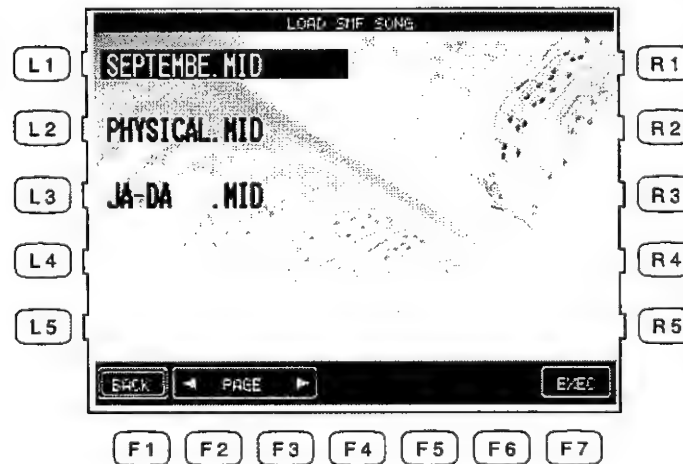 LOAD SMF SONG
L1 SEPTEMBE.MID R1
L2 PHYSICAL.MID R2
L3 JA-DA .MID R3
L4 R4
L5 R5
BACK ◄ PAGE ► EXEC
F1 F2 F3 F4 F5 F6 F7